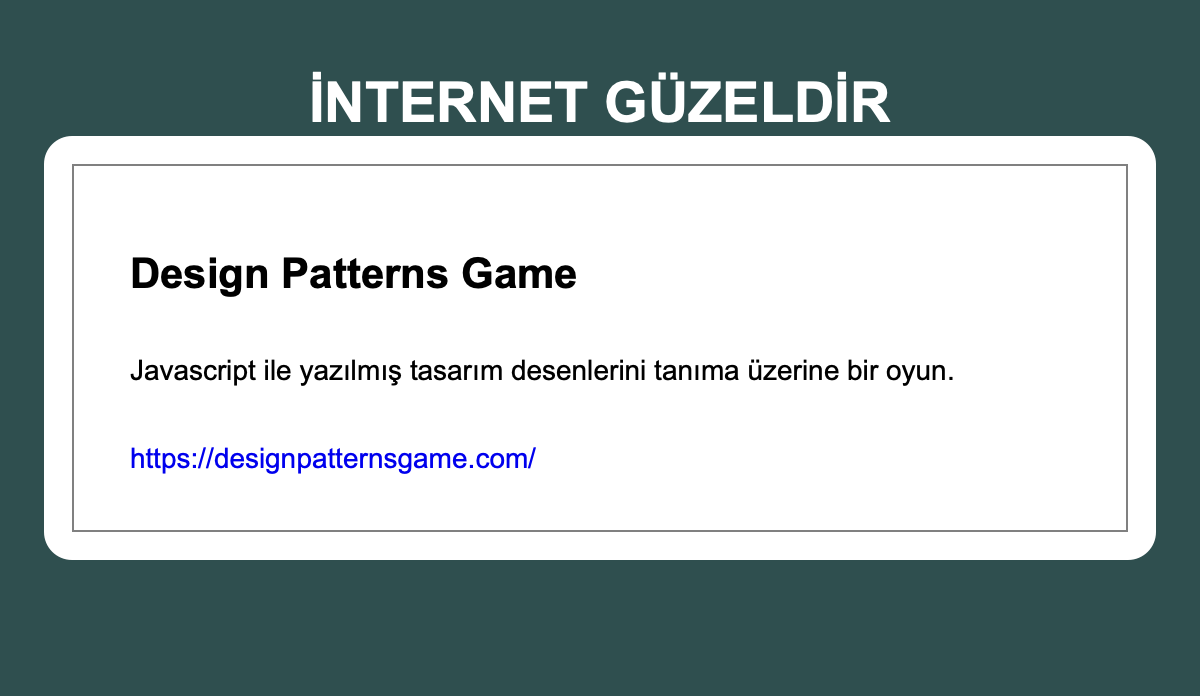 İNTERNET GÜZELDİR
Design Patterns Game
Javascript ile yazılmış tasarım desenlerini tanıma üzerine bir oyun.
https://designpatternsgame.com/